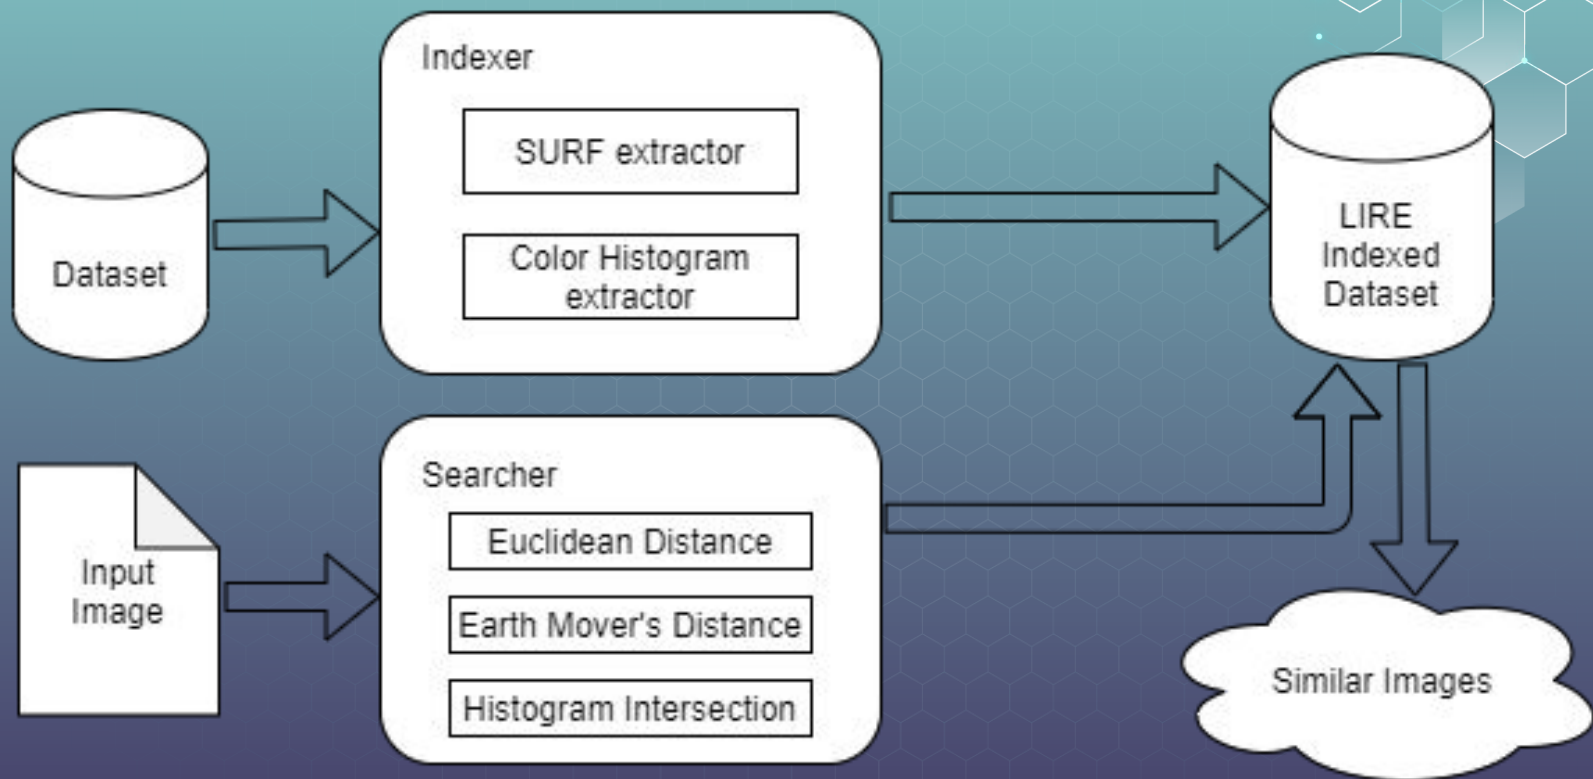 Indexer
SURF extractor
Color Histogram
extractor
Dataset
LIRE
Indexed
Dataset
Searcher
Euclidean Distance
Earth Mover's Distance
Histogram Intersection
Input
Image
Similar Images